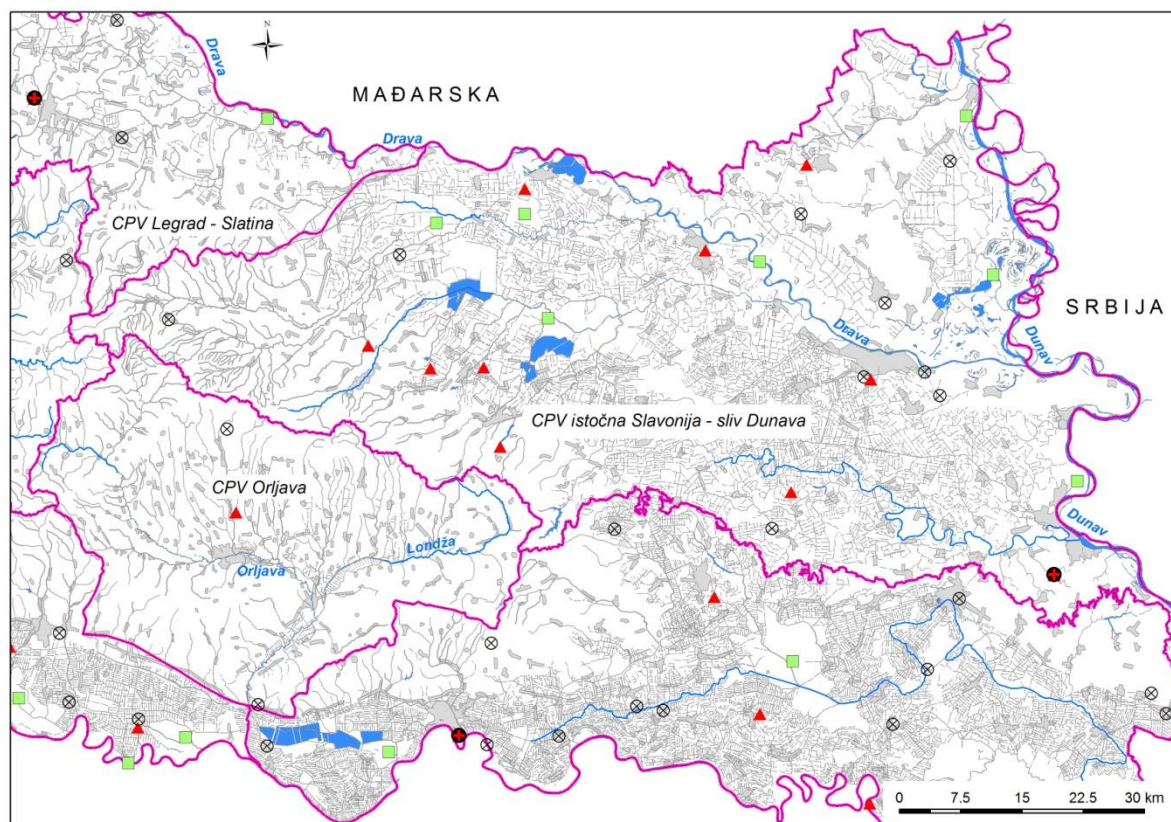 N
Drava
MAĐARSKA
Drava
CPV Legrad - Slatina
SRBIJA
Drava
Dunav
CPV istočna Slavonija - sliv Dunava
CPV Orljava
Dunav
Londža
Orljava
0 7.5 15 22.5 30 km